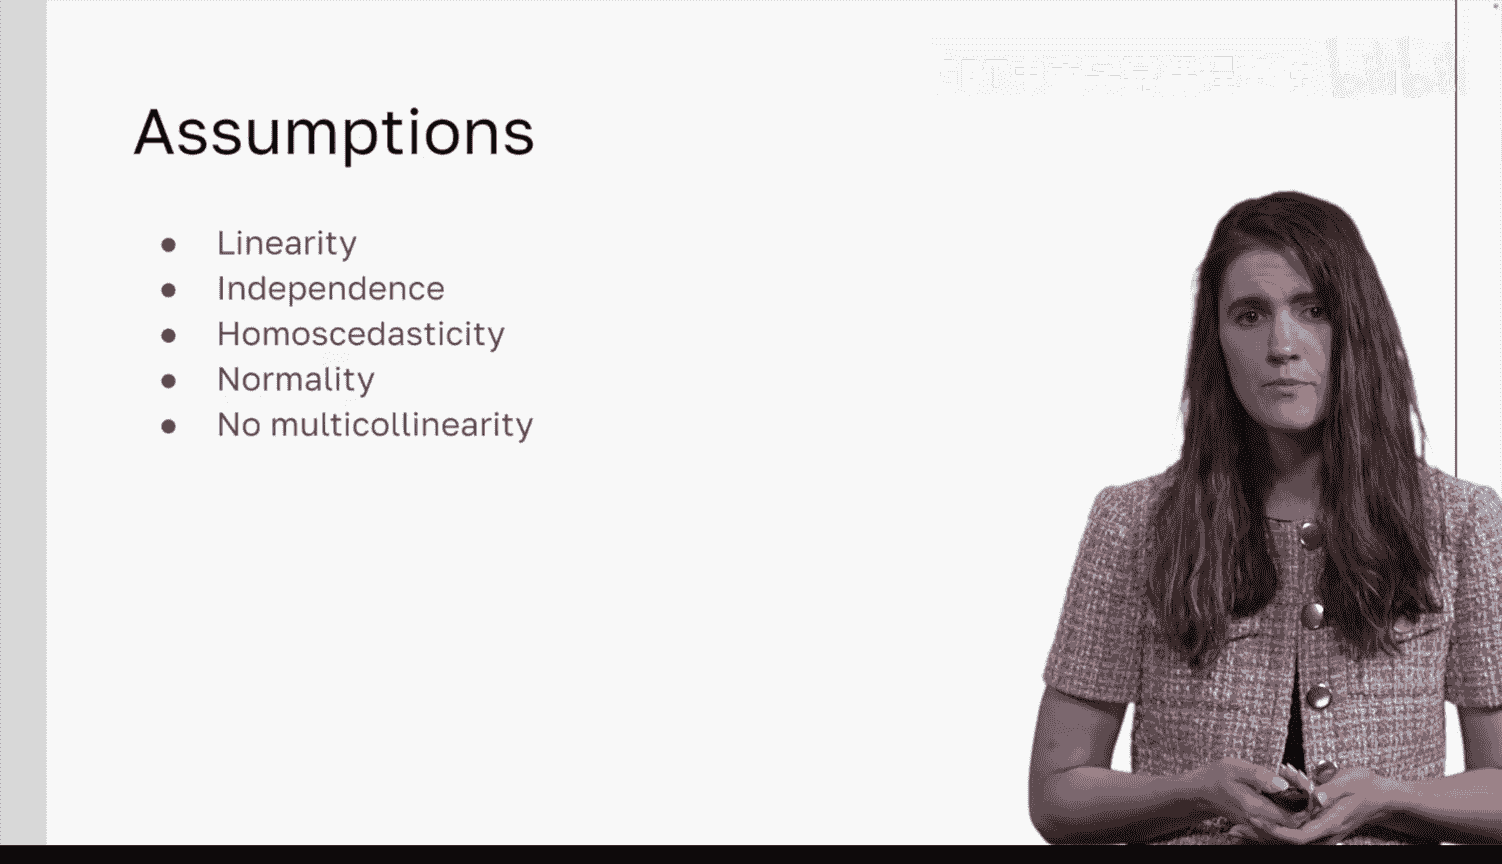 Assumptions
Linearity
Independence
Homoscedasticity
Normality
No multicollinearity